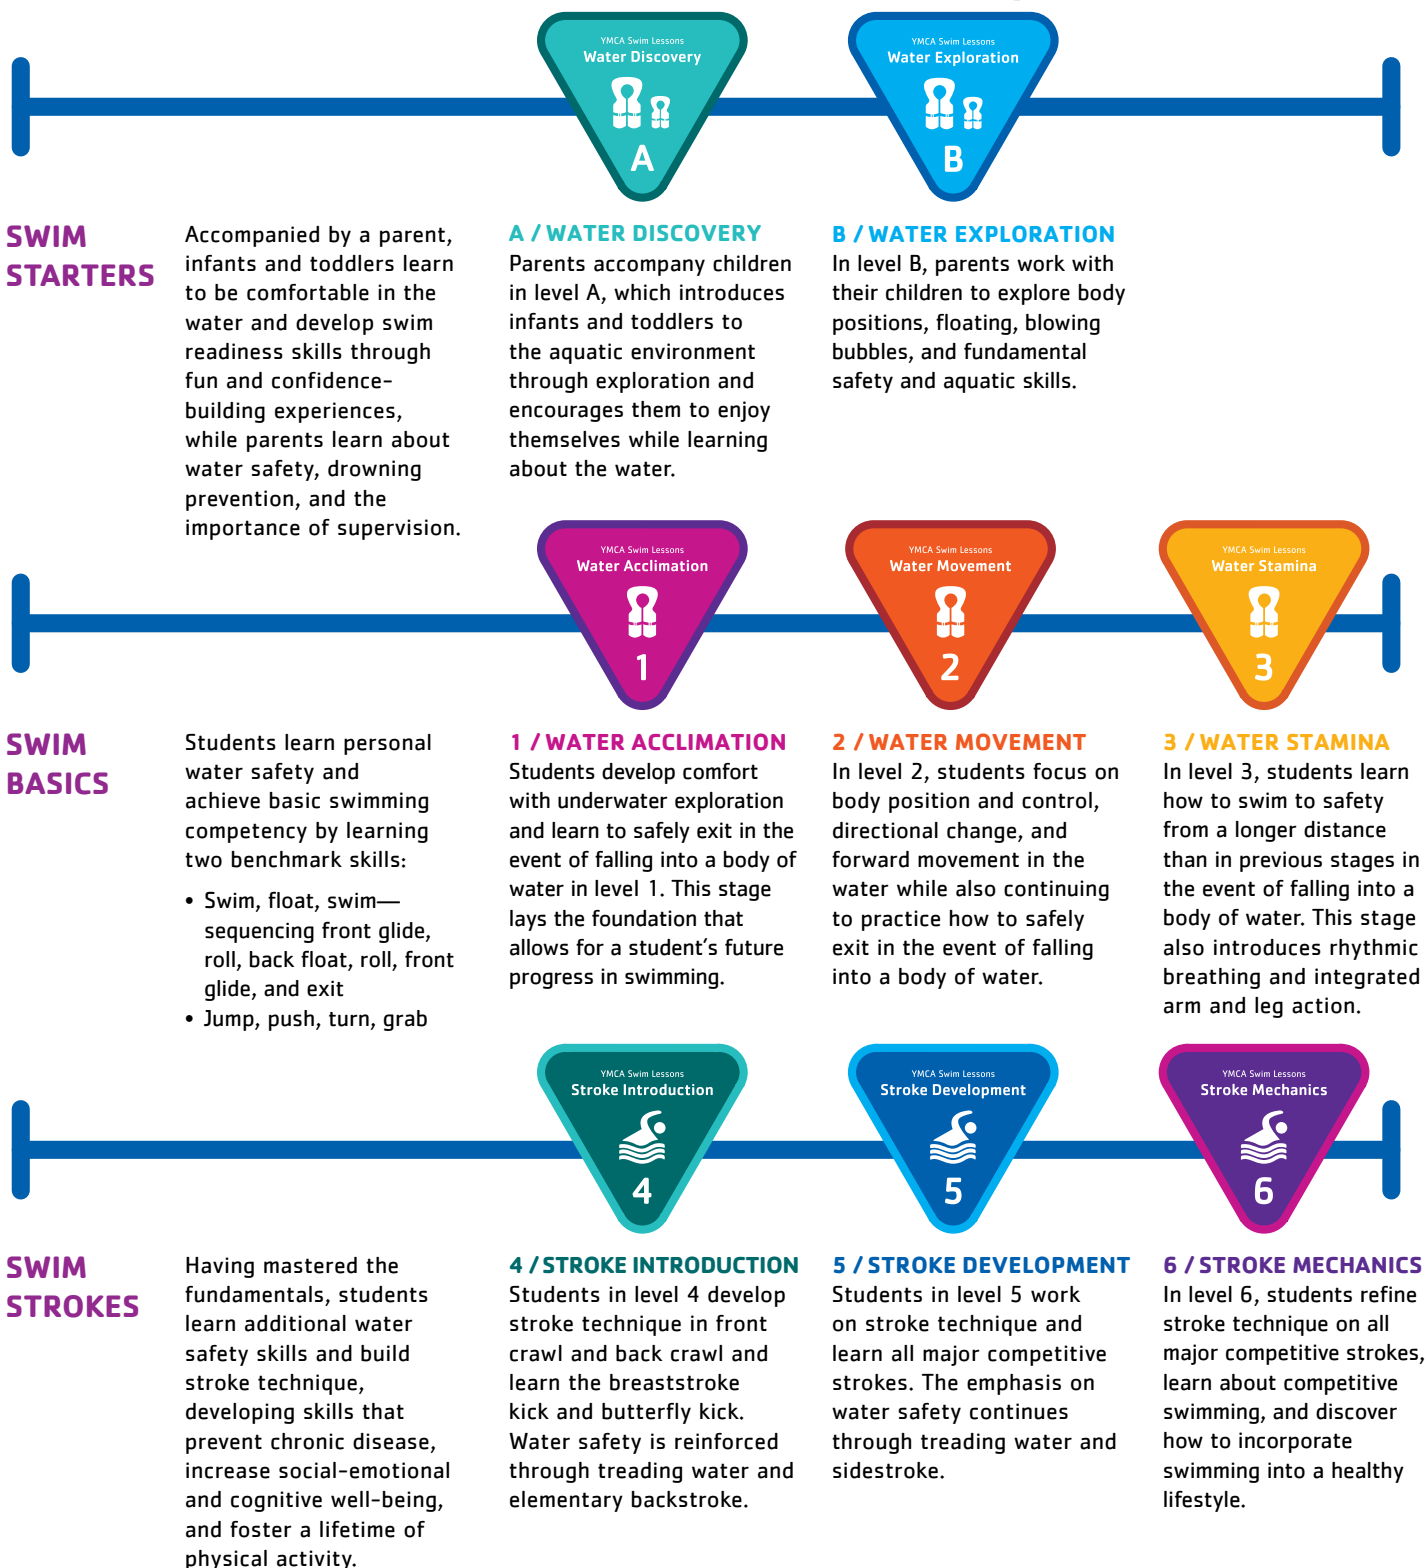 YMCA Swim Lessons
Water Discovery
A
YMCA Swim Lessons
Water Exploration
B
SWIM
STARTERS
Accompanied by a parent,
infants and toddlers learn
to be comfortable in the
water and develop swim
readiness skills through
fun and confidence-
building experiences,
while parents learn about
water safety, drowning
prevention, and the
importance of supervision.
A / WATER DISCOVERY
Parents accompany children
in level A, which introduces
infants and toddlers to
the aquatic environment
through exploration and
encourages them to enjoy
themselves while learning
about the water.
B / WATER EXPLORATION
In level B, parents work with
their children to explore body
positions, floating, blowing
bubbles, and fundamental
safety and aquatic skills.
YMCA Swim Lessons
Water Acclimation
1
YMCA Swim Lessons
Water Movement
2
YMCA Swim Lessons
Water Stamina
3
SWIM
BASICS
Students learn personal
water safety and
achieve basic swimming
competency by learning
two benchmark skills:
• Swim, float, swim—
sequencing front glide,
roll, back float, roll, front
glide, and exit
• Jump, push, turn, grab
1 / WATER ACCLIMATION
Students develop comfort
with underwater exploration
and learn to safely exit in the
event of falling into a body of
water in level 1. This stage
lays the foundation that
allows for a student's future
progress in swimming.
2 / WATER MOVEMENT
In level 2, students focus on
body position and control,
directional change, and
forward movement in the
water while also continuing
to practice how to safely
exit in the event of falling
into a body of water.
3 / WATER STAMINA
In level 3, students learn
how to swim to safety
from a longer distance
than in previous stages in
the event of falling into a
body of water. This stage
also introduces rhythmic
breathing and integrated
arm and leg action.
YMCA Swim Lessons
Stroke Introduction
4
YMCA Swim Lessons
Stroke Development
5
YMCA Swim Lessons
Stroke Mechanics
6
SWIM
STROKES
Having mastered the
fundamentals, students
learn additional water
safety skills and build
stroke technique,
developing skills that
prevent chronic disease,
increase social-emotional
and cognitive well-being,
and foster a lifetime of
physical activity.
4 / STROKE INTRODUCTION
Students in level 4 develop
stroke technique in front
crawl and back crawl and
learn the breaststroke
kick and butterfly kick.
Water safety is reinforced
through treading water and
elementary backstroke.
5 / STROKE DEVELOPMENT
Students in level 5 work
on stroke technique and
learn all major competitive
strokes. The emphasis on
water safety continues
through treading water and
sidestroke.
6 / STROKE MECHANICS
In level 6, students refine
stroke technique on all
major competitive strokes,
learn about competitive
swimming, and discover
how to incorporate
swimming into a healthy
lifestyle.